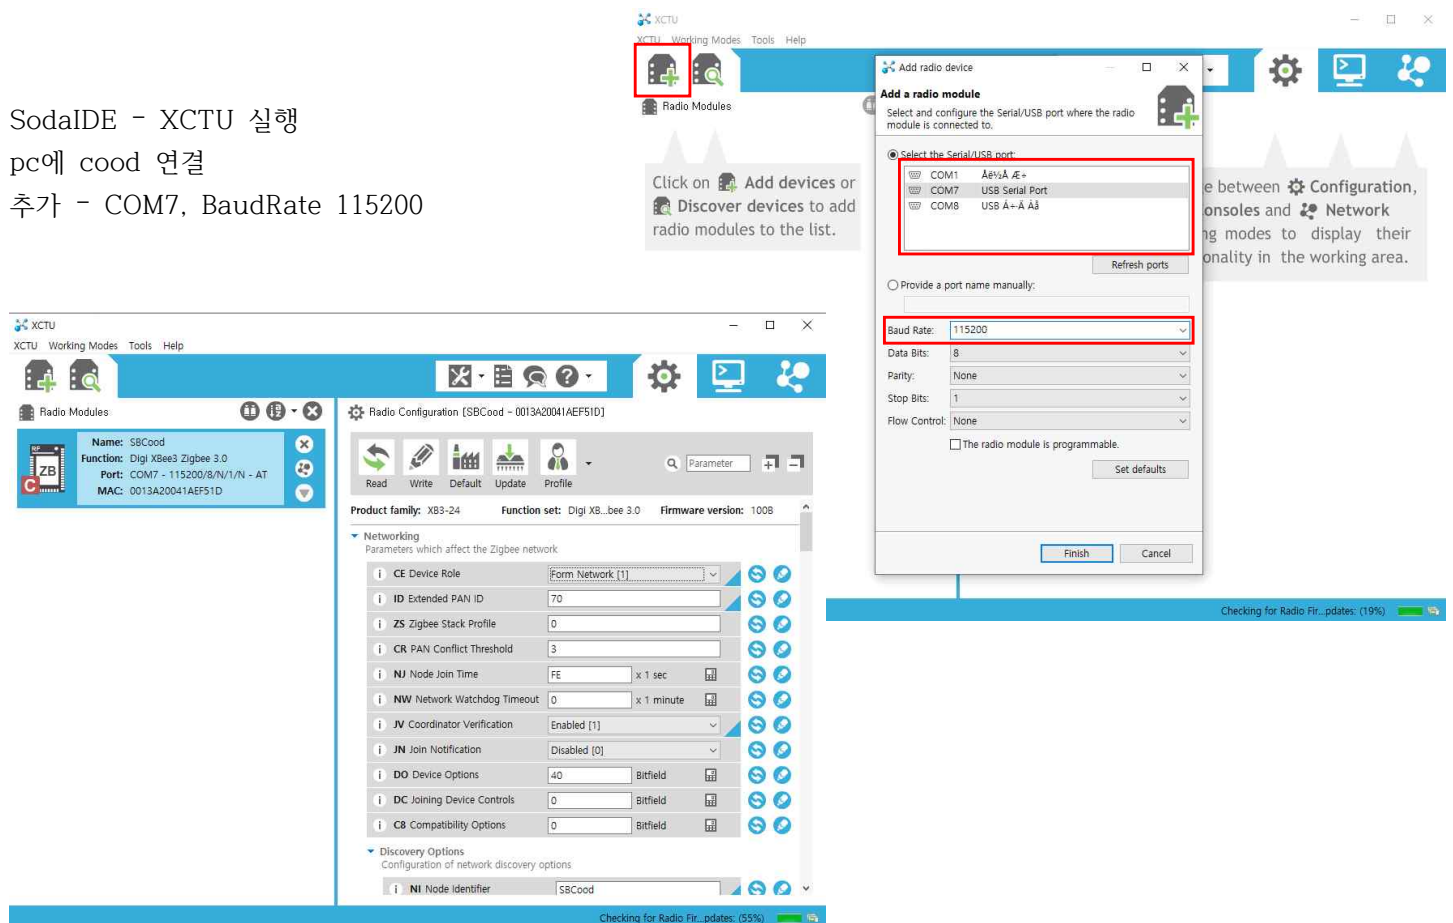 SodaIDE - XCTU 실행
pc에 cood 연결
추가 - COM7, BaudRate 115200
XCTU
XCTU Working Modes Tools Help
Radio Modules
Click on Add devices or
Discover devices to add
radio modules to the list.
Add radio device
Add a radio module
Select and configure the Serial/USB port where the radio
module is connected to.
Select the Serial/USB port:
COM1 Åë½Å Æ÷
COM7 USB Serial Port
COM8 USB Á÷·Ä Àå
Refresh ports
Provide a port name manually:
Baud Rate: 115200
Data Bits: 8
Parity: None
Stop Bits: 1
Flow Control: None
The radio module is programmable.
Set defaults
Finish Cancel
e between Configuration,
onsoles and Network
ng modes to display their
onality in the working area.
Checking for Radio Fir...pdates: (19%)
XCTU
XCTU Working Modes Tools Help
Radio Modules
Name: SBCood
Function: Digi XBee3 Zigbee 3.0
Port: COM7 - 115200/8/N/1/N - AT
MAC: 0013A20041AEF51D
ZB
C
Radio Configuration [SBCood - 0013A20041AEF51D]
Read Write Default Update Profile
Parameter
Product family: XB3-24 Function set: Digi XB...bee 3.0 Firmware version: 100B
Networking
Parameters which affect the Zigbee network
i CE Device Role Form Network [1]
i ID Extended PAN ID 70
i ZS Zigbee Stack Profile 0
i CR PAN Conflict Threshold 3
i NJ Node Join Time FE x 1 sec
i NW Network Watchdog Timeout 0 x 1 minute
i JV Coordinator Verification Enabled [1]
i JN Join Notification Disabled [0]
i DO Device Options 40 Bitfield
i DC Joining Device Controls 0 Bitfield
i C8 Compatibility Options 0 Bitfield
Discovery Options
Configuration of network discovery options
i NI Node Identifier SBCood
Checking for Radio Fir...pdates: (55%)